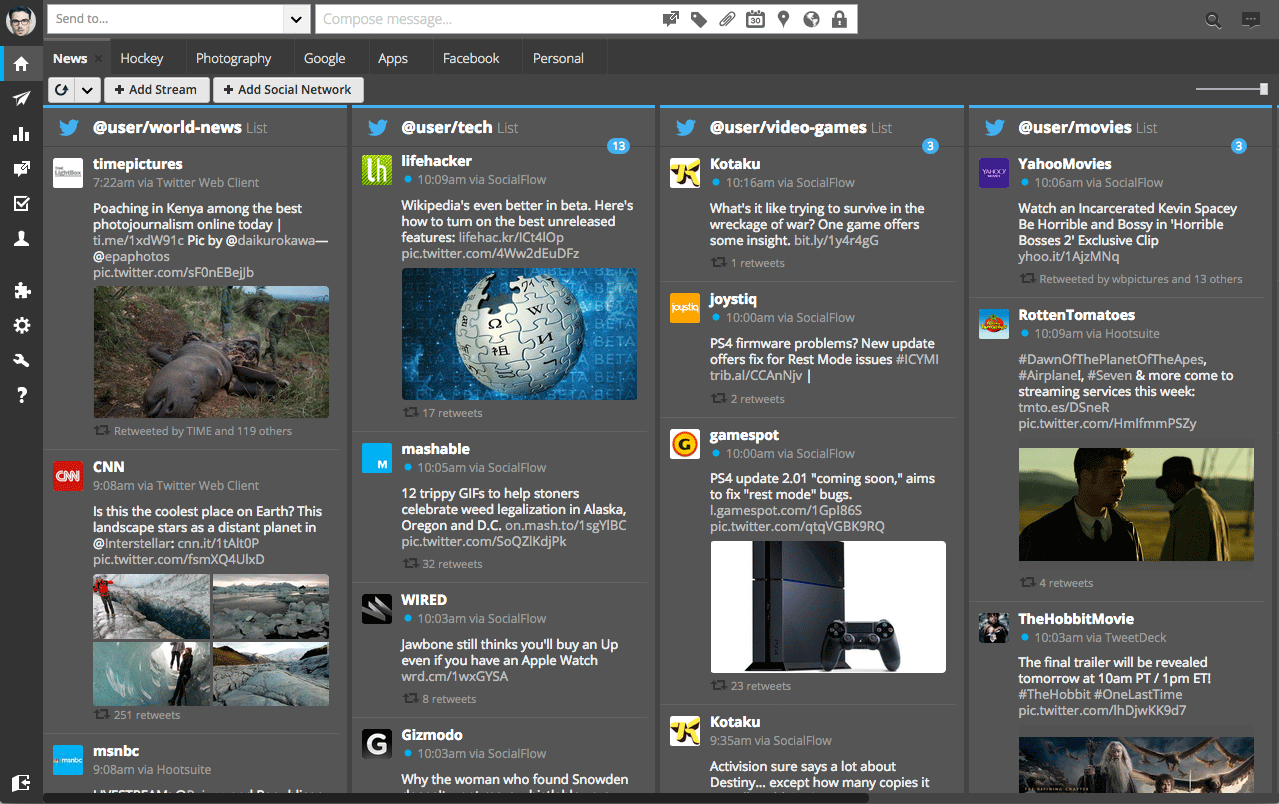 Send to...
Compose message...
30
News ×
Hockey
Photography
Google
Apps
Facebook
Personal
+ Add Stream
+ Add Social Network
@user/world-news List
timepictures
7:22am via Twitter Web Client
Poaching in Kenya among the best
photojournalism online today |
ti.me/1xdW91c Pic by @daikurokawa—
@epaphotos
pic.twitter.com/sF0nEBejJb
Retweeted by TIME and 119 others
CNN
CNN
9:08am via Twitter Web Client
Is this the coolest place on Earth? This
landscape stars as a distant planet in
@Interstellar: cnn.it/1tAlt0P
pic.twitter.com/fsmXQ4UlxD
251 retweets
msnbc
msnbc
9:08am via Hootsuite
@user/tech List
13
lh
lifehacker
10:09am via SocialFlow
Wikipedia's even better in beta. Here's
how to turn on the best unreleased
features: lifehac.kr/ICt4IOp
pic.twitter.com/4Ww2dEuDFz
17 retweets
M
mashable
10:05am via SocialFlow
12 trippy GIFs to help stoners
celebrate weed legalization in Alaska,
Oregon and D.C. on.mash.to/1sgYlBC
pic.twitter.com/SoQZlKdjPk
32 retweets
WIRED
10:03am via SocialFlow
Jawbone still thinks you'll buy an Up
even if you have an Apple Watch
wrd.cm/1wxGYSA
8 retweets
G
Gizmodo
10:03am via SocialFlow
Why the woman who found Snowden
@user/video-games List
3
Kotaku
10:16am via SocialFlow
What's it like trying to survive in the
wreckage of war? One game offers
some insight. bit.ly/1y4r4gG
1 retweets
joystiq
joystiq
10:00am via SocialFlow
PS4 firmware problems? New update
offers fix for Rest Mode issues #ICYMI
trib.al/CCAnNjv |
2 retweets
G
gamespot
10:00am via SocialFlow
PS4 update 2.01 "coming soon," aims
to fix "rest mode" bugs.
l.gamespot.com/1GpI86S
pic.twitter.com/qtqVGBK9RQ
23 retweets
Kotaku
9:35am via SocialFlow
Activision sure says a lot about
Destiny... except how many copies it
@user/movies List
3
YAHOO!
YahooMovies
10:06am via SocialFlow
Watch an Incarcerated Kevin Spacey
Be Horrible and Bossy in 'Horrible
Bosses 2' Exclusive Clip
yhoo.it/1AjzMNq
Retweeted by wbpictures and 13 others
RottenTomatoes
10:09am via Hootsuite
#DawnOfThePlanetOfTheApes,
#Airplane!, #Seven & more come to
streaming services this week:
tmto.es/DSneR
pic.twitter.com/HmIfmmPSZy
4 retweets
TheHobbitMovie
10:03am via TweetDeck
The final trailer will be revealed
tomorrow at 10am PT / 1pm ET!
#TheHobbit #OneLastTime
pic.twitter.com/lhDjwKK9d7
THE DEFINING CHAPTER